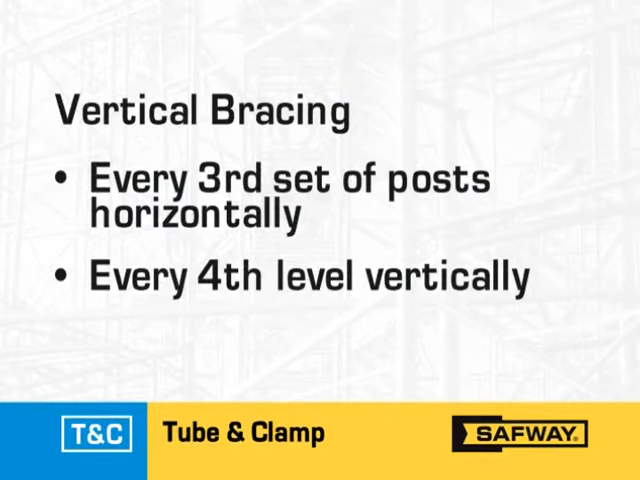 Vertical Bracing
• Every 3rd set of posts
horizontally
• Every 4th level vertically
T&C
Tube & Clamp
SAFWAY®